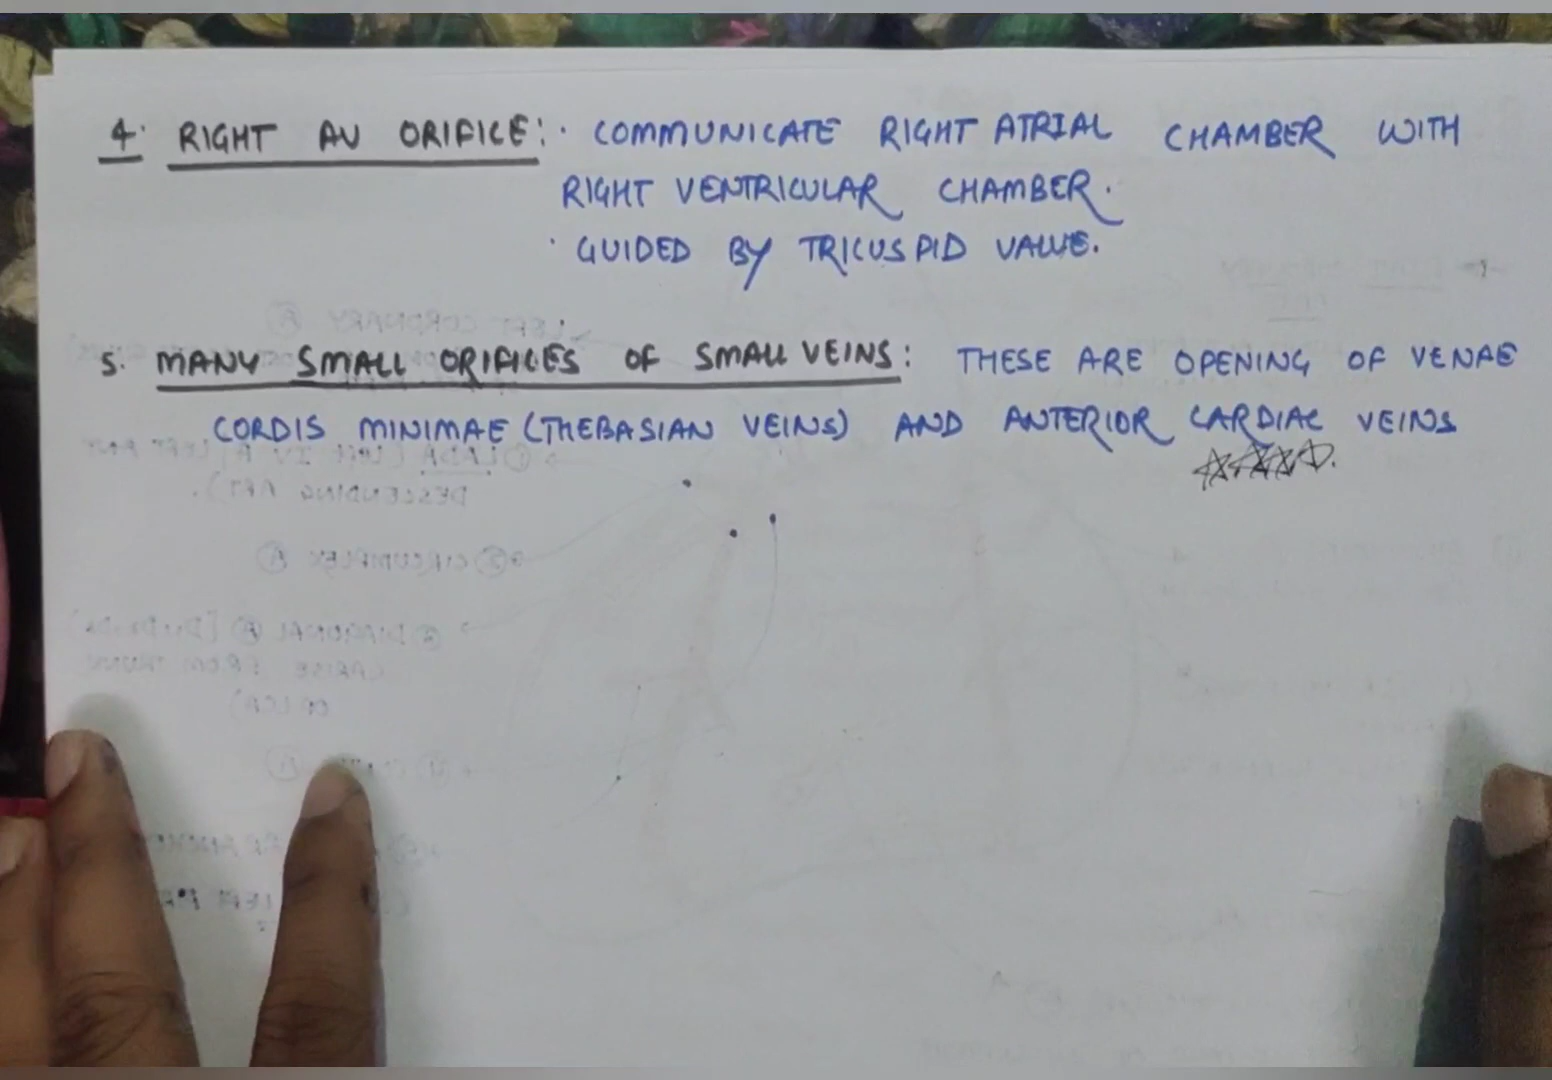 4. RIGHT AV ORIFICE: · COMMUNICATE RIGHT ATRIAL CHAMBER WITH
RIGHT VENTRICULAR CHAMBER.
· GUIDED BY TRICUSPID VALUE.
5. MANY SMALL ORIFICES OF SMALL VEINS: THESE ARE OPENING OF VENAE
CORDIS MINIMAE (THEBASIAN VEINS) AND ANTERIOR CARDIAC VEINS